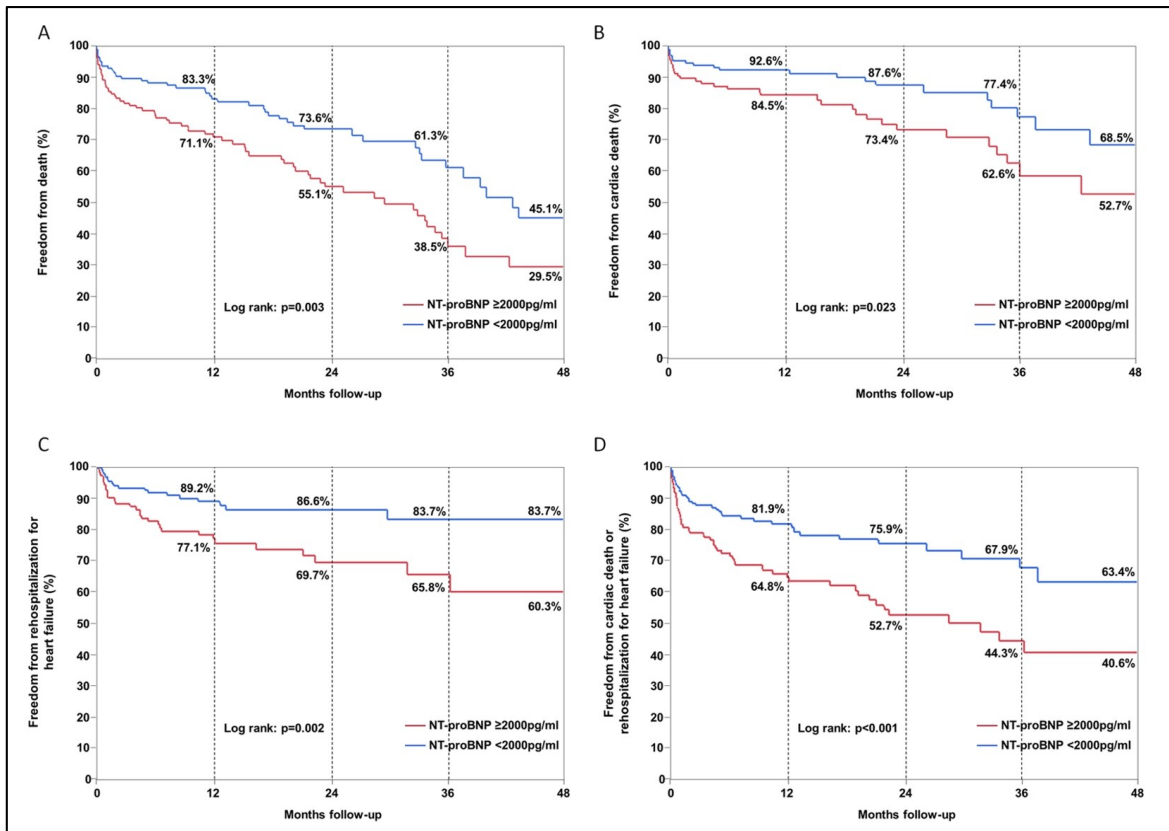 A
Freedom from death (%)
100
90
80
70
60
50
40
30
20
10
0
83.3%
73.6%
61.3%
45.1%
71.1%
55.1%
38.5%
29.5%
Log rank: p=0.003
NT-proBNP ≥2000pg/ml
NT-proBNP <2000pg/ml
0 12 24 36 48
Months follow-up
B
Freedom from cardiac death (%)
100
90
80
70
60
50
40
30
20
10
0
92.6%
87.6%
77.4%
68.5%
84.5%
73.4%
62.6%
52.7%
Log rank: p=0.023
NT-proBNP ≥2000pg/ml
NT-proBNP <2000pg/ml
0 12 24 36 48
Months follow-up
C
Freedom from rehospitalization for
heart failure (%)
100
90
80
70
60
50
40
30
20
10
0
89.2%
86.6%
83.7%
83.7%
77.1%
69.7%
65.8%
60.3%
Log rank: p=0.002
NT-proBNP ≥2000pg/ml
NT-proBNP <2000pg/ml
0 12 24 36 48
Months follow-up
D
Freedom from cardiac death or
rehospitalization for heart failure (%)
100
90
80
70
60
50
40
30
20
10
0
81.9%
75.9%
67.9%
63.4%
64.8%
52.7%
44.3%
40.6%
Log rank: p<0.001
NT-proBNP ≥2000pg/ml
NT-proBNP <2000pg/ml
0 12 24 36 48
Months follow-up